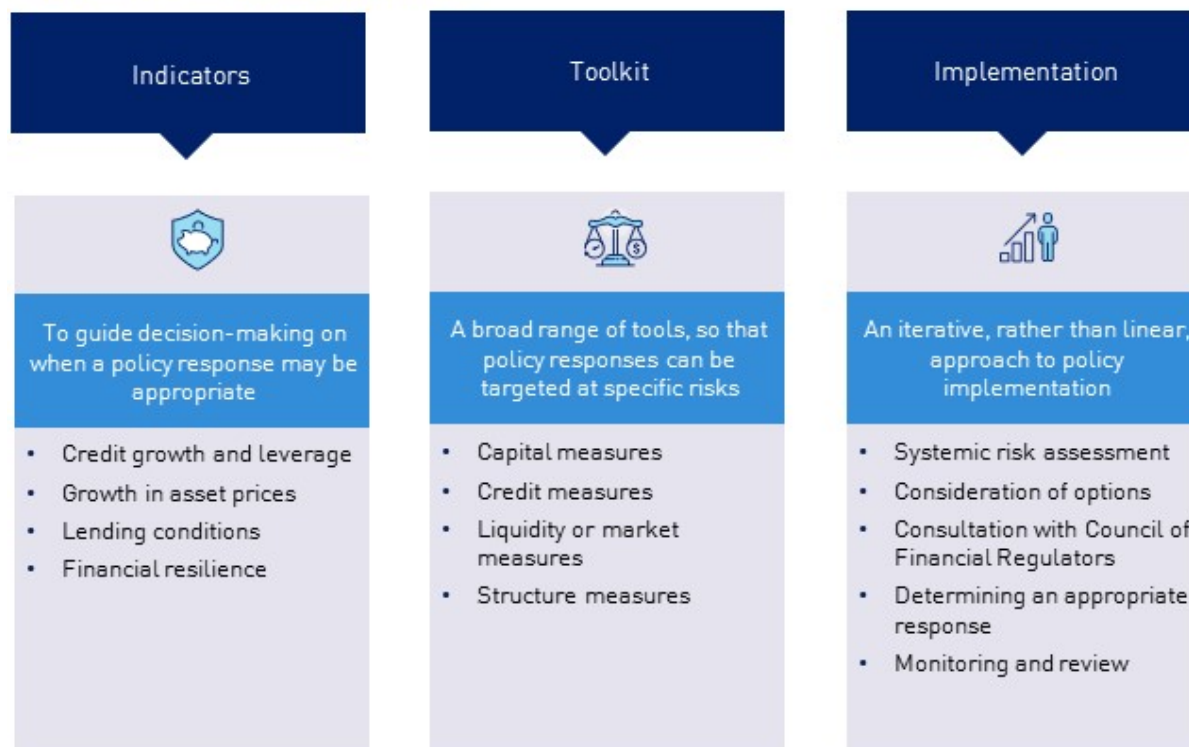 Indicators
To guide decision-making on
when a policy response may be
appropriate
• Credit growth and leverage
• Growth in asset prices
• Lending conditions
• Financial resilience
Toolkit
A broad range of tools, so that
policy responses can be
targeted at specific risks
• Capital measures
• Credit measures
• Liquidity or market
measures
• Structure measures
Implementation
An iterative, rather than linear,
approach to policy
implementation
• Systemic risk assessment
• Consideration of options
• Consultation with Council of
Financial Regulators
• Determining an appropriate
response
• Monitoring and review